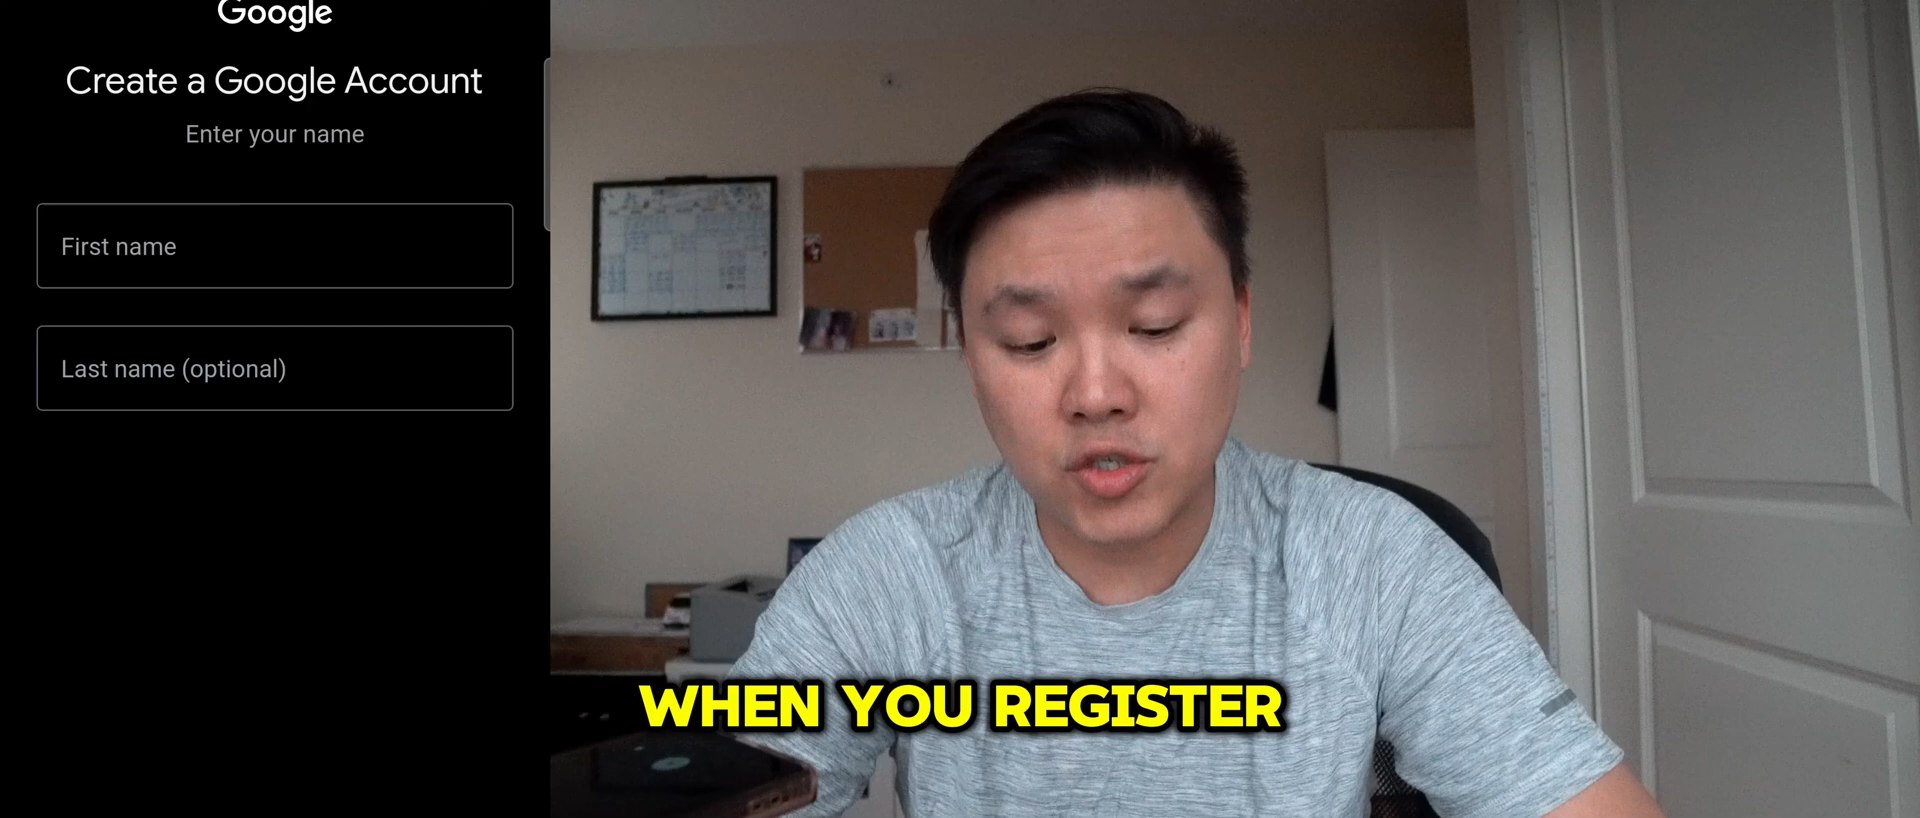 Google
Create a Google Account
Enter your name
First name
Last name (optional)
WHEN YOU REGISTER